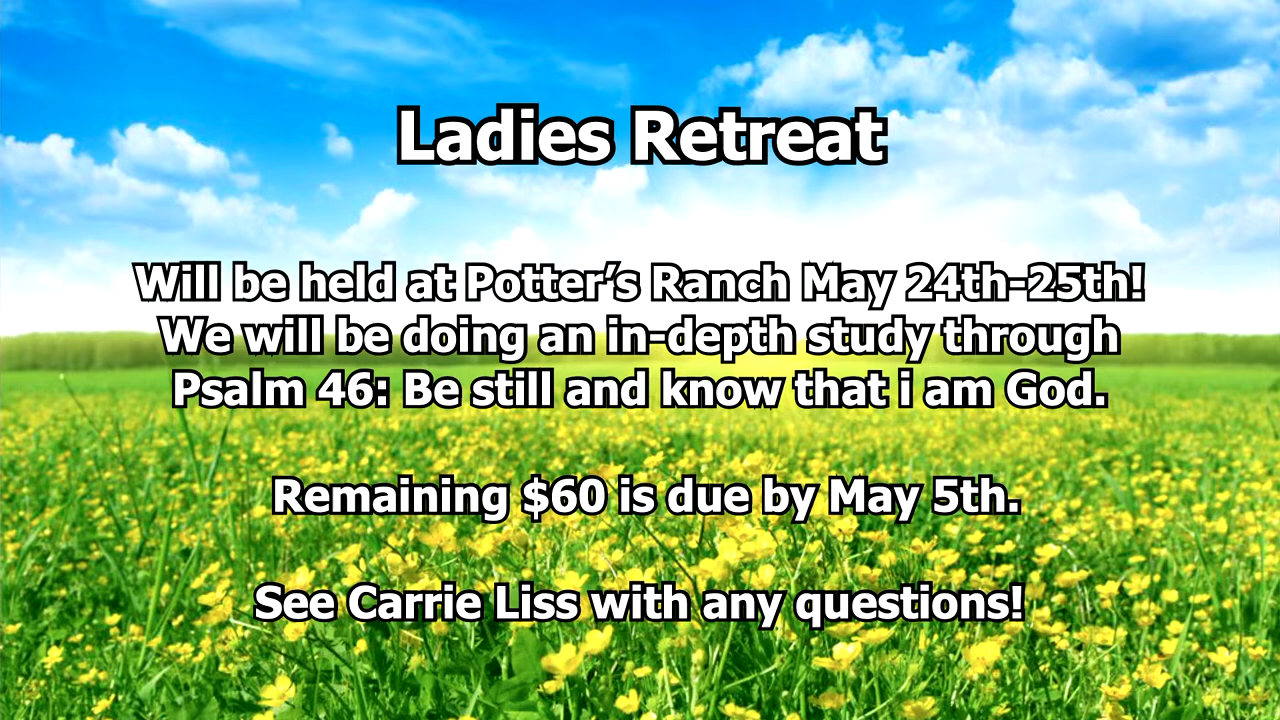 Ladies Retreat
Will be held at Potter’s Ranch May 24th-25th!
We will be doing an in-depth study through
Psalm 46: Be still and know that i am God.
Remaining $60 is due by May 5th.
See Carrie Liss with any questions!